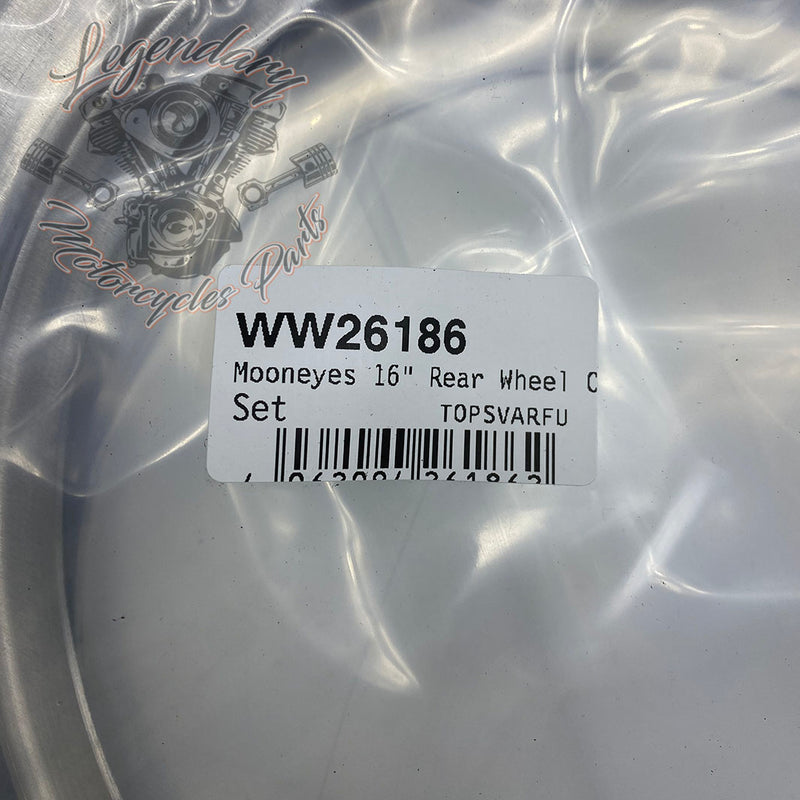 Legendary
Motorcycles Parts
WW26186
Mooneyes 16" Rear Wheel C
Set TOPSVARFU